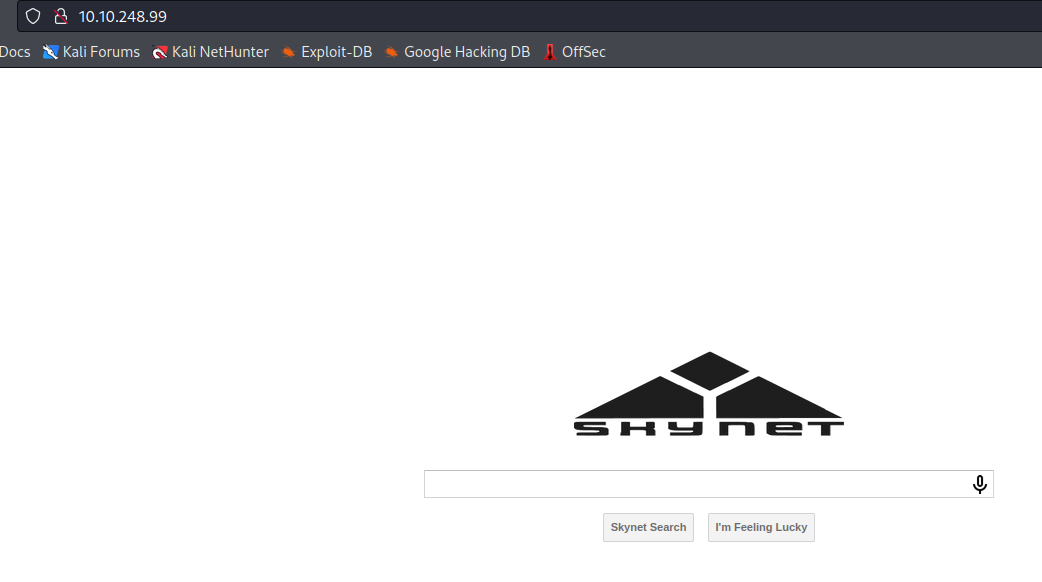 10.10.248.99
Docs Kali Forums Kali NetHunter Exploit-DB Google Hacking DB OffSec
SKYNET
Skynet Search I'm Feeling Lucky